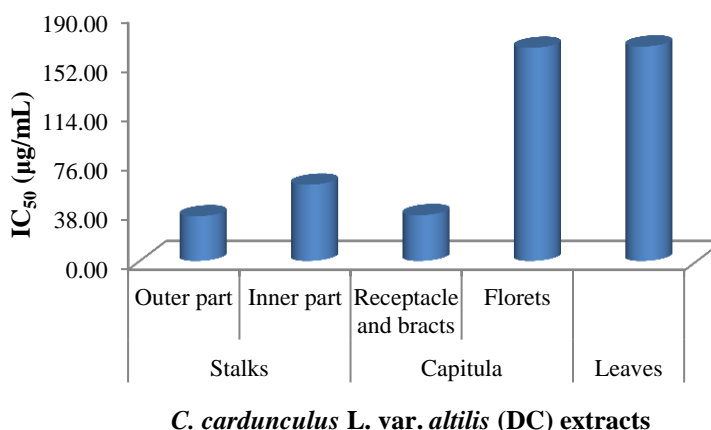 190.00
152.00
114.00
76.00
38.00
0.00
IC50 (µg/mL)
Outer part
Inner part
Receptacle
and bracts
Florets
Stalks
Capitula
Leaves
C. cardunculus L. var. altilis (DC) extracts